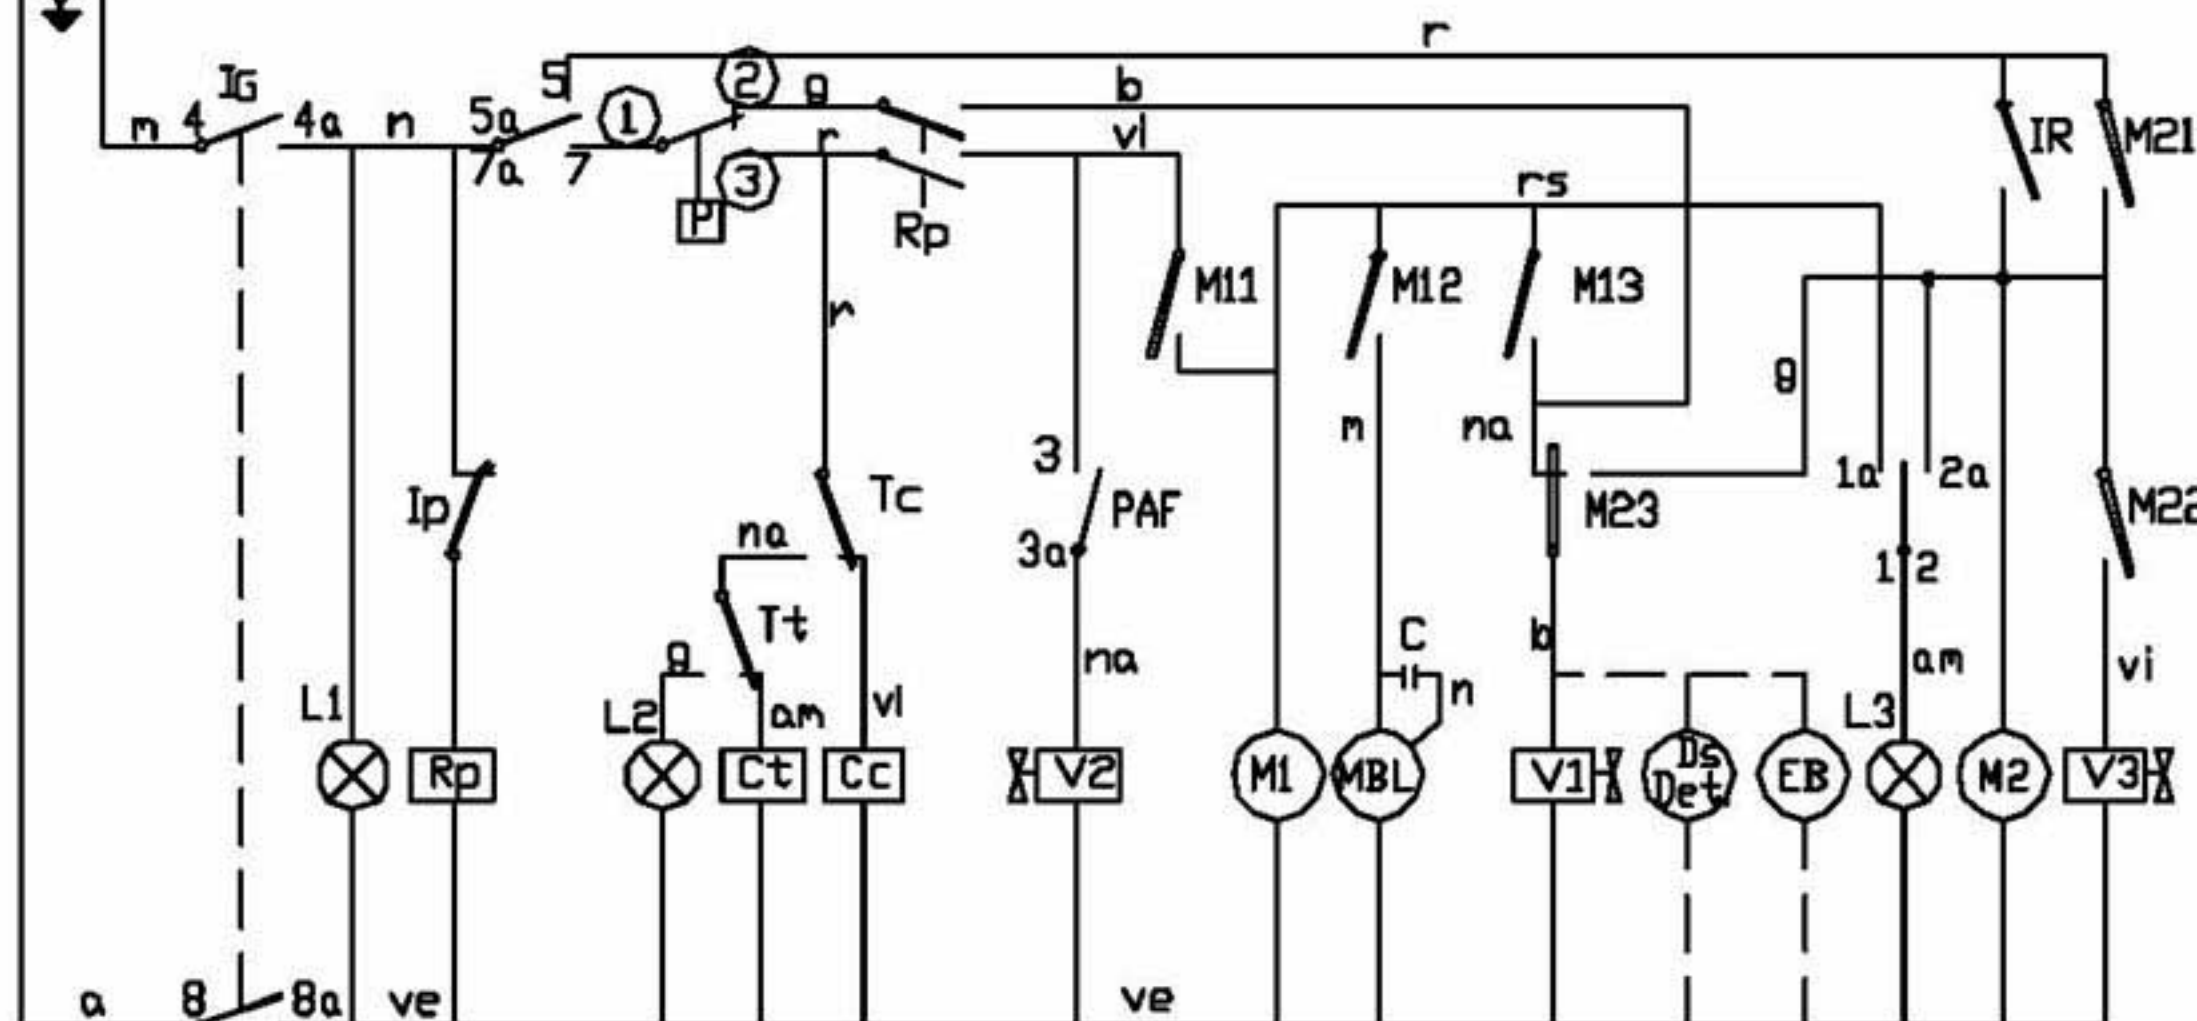 r
IG
5
2
g
b
m 4
4a
n
5a
1
r
vl
IR
M21
7a
7
3
P
Rp
rs
M11
M12
M13
r
g
m
na
3
1a
2a
Ip
Tc
PAF
M23
M22
na
3a
1 2
Tt
C
b
g
na
am
vi
L1
L2
am
vl
n
L3
Rp
Ct
Cc
V2
M1
MBL
V1
Ds
Det.
EB
M2
V3
a
8
8a
ve
ve